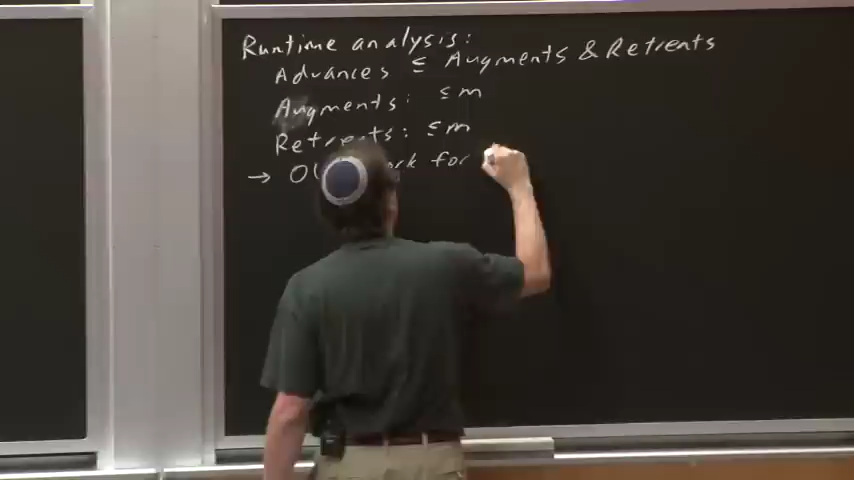 Runtime analysis:
Advances ≤ Augments & Retreats
Augments: ≤ m
Retreats: ≤ m
→ O( for